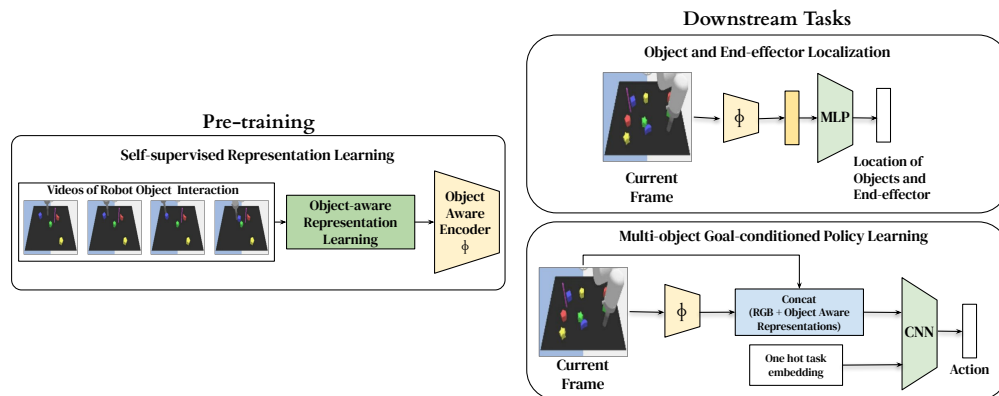 Pre-training
Self-supervised Representation Learning
Videos of Robot Object Interaction
Object-aware
Representation
Learning
Object
Aware
Encoder
ϕ
Downstream Tasks
Object and End-effector Localization
Current
Frame
ϕ
MLP
Location of
Objects and
End-effector
Multi-object Goal-conditioned Policy Learning
Current
Frame
ϕ
Concat
(RGB + Object Aware
Representations)
One hot task
embedding
CNN
Action